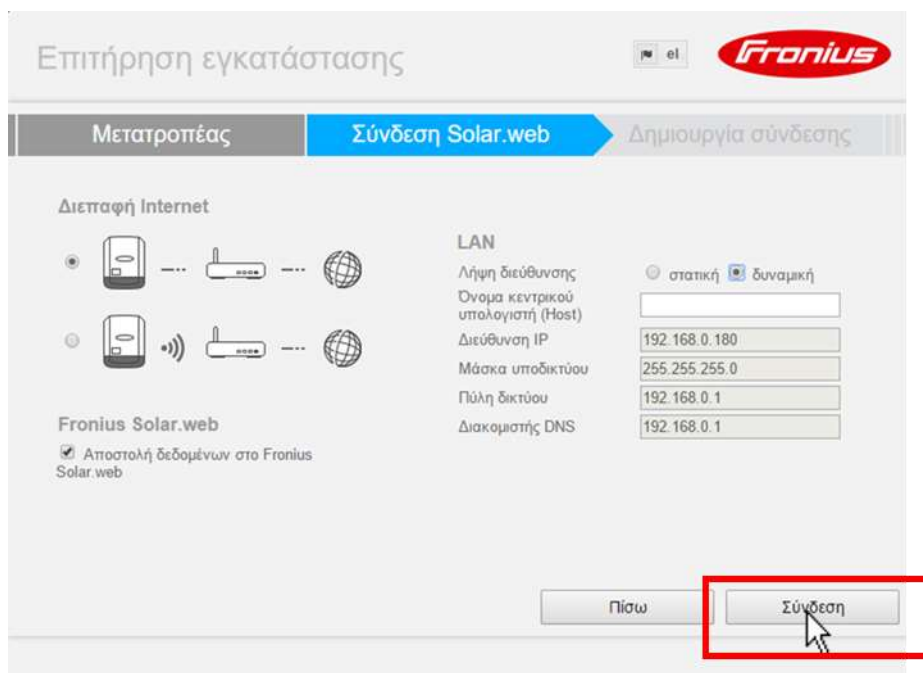 Επιτήρηση εγκατάστασης
el
Fronius
Μετατροπέας
Σύνδεση Solar.web
Δημιουργία σύνδεσης
Διεπαφή Internet
LAN
Λήψη διεύθυνσης
στατική
δυναμική
Όνομα κεντρικού
υπολογιστή (Host)
Διεύθυνση IP
192.168.0.180
Μάσκα υποδικτύου
255.255.255.0
Πύλη δικτύου
192.168.0.1
Διακομιστής DNS
192.168.0.1
Fronius Solar.web
Αποστολή δεδομένων στο Fronius
Solar.web
Πίσω
Σύνδεση